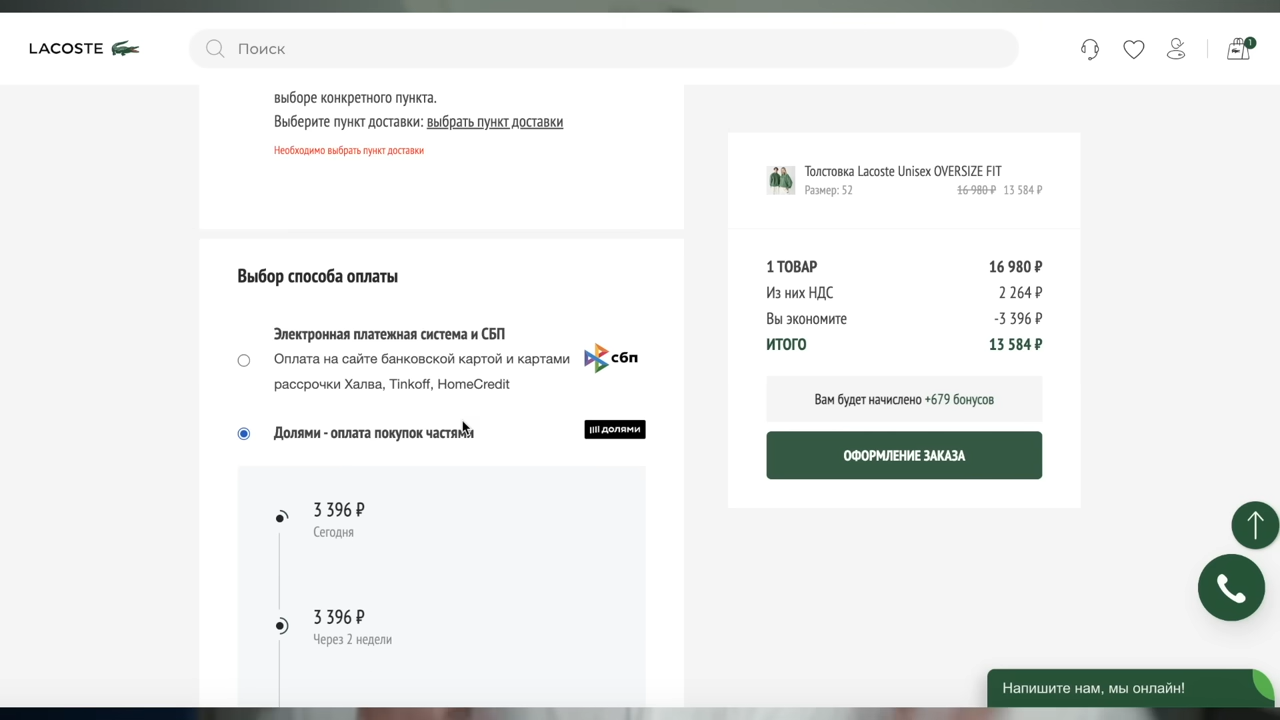 LACOSTE
Поиск
1
выборе конкретного пункта.
Выберите пункт доставки: выбрать пункт доставки
Необходимо выбрать пункт доставки
Выбор способа оплаты
Электронная платежная система и СБП
Оплата на сайте банковской картой и картами
рассрочки Халва, Tinkoff, HomeCredit
сбп
Долями - оплата покупок частями
долями
3 396 ₽
Сегодня
3 396 ₽
Через 2 недели
Толстовка Lacoste Unisex OVERSIZE FIT
Размер: 52 16 980 ₽ 13 584 ₽
1 ТОВАР 16 980 ₽
Из них НДС 2 264 ₽
Вы экономите -3 396 ₽
ИТОГО 13 584 ₽
Вам будет начислено +679 бонусов
ОФОРМЛЕНИЕ ЗАКАЗА
Напишите нам, мы онлайн!